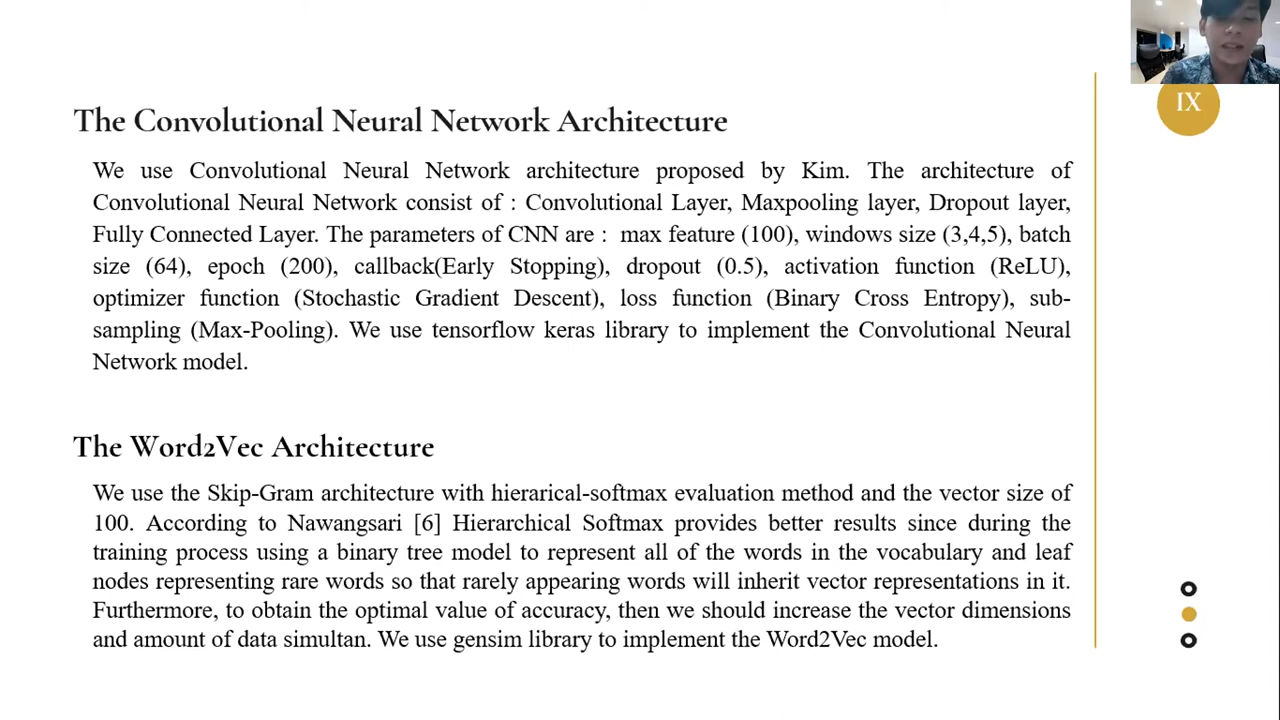 IX
The Convolutional Neural Network Architecture
We use Convolutional Neural Network architecture proposed by Kim. The architecture of
Convolutional Neural Network consist of : Convolutional Layer, Maxpooling layer, Dropout layer,
Fully Connected Layer. The parameters of CNN are : max feature (100), windows size (3,4,5), batch
size (64), epoch (200), callback(Early Stopping), dropout (0.5), activation function (ReLU),
optimizer function (Stochastic Gradient Descent), loss function (Binary Cross Entropy), sub-
sampling (Max-Pooling). We use tensorflow keras library to implement the Convolutional Neural
Network model.
The Word2Vec Architecture
We use the Skip-Gram architecture with hierarical-softmax evaluation method and the vector size of
100. According to Nawangsari [6] Hierarchical Softmax provides better results since during the
training process using a binary tree model to represent all of the words in the vocabulary and leaf
nodes representing rare words so that rarely appearing words will inherit vector representations in it.
Furthermore, to obtain the optimal value of accuracy, then we should increase the vector dimensions
and amount of data simultan. We use gensim library to implement the Word2Vec model.